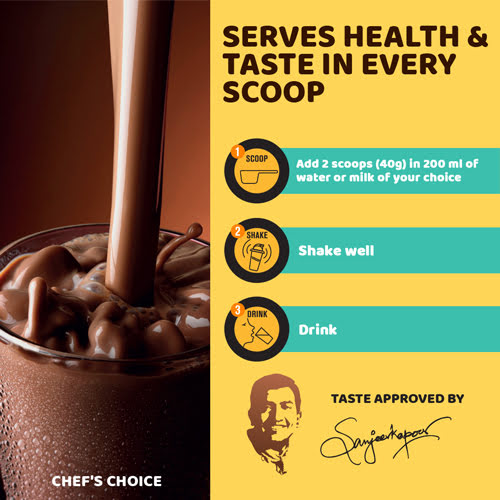 SERVES HEALTH &
TASTE IN EVERY
SCOOP
1
SCOOP
Add 2 scoops (40g) in 200 ml of
water or milk of your choice
2
SHAKE
Shake well
3
DRINK
Drink
TASTE APPROVED BY
Sanjeevkapoor
CHEF'S CHOICE